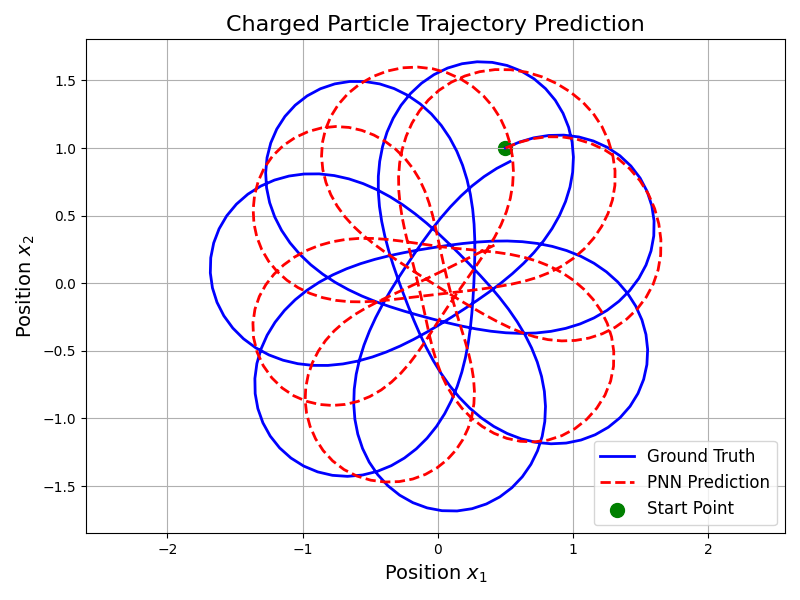 Charged Particle Trajectory Prediction
Position x₂
1.5
1.0
0.5
0.0
−0.5
−1.0
−1.5
Ground Truth
PNN Prediction
Start Point
−2
−1
0
1
2
Position x₁